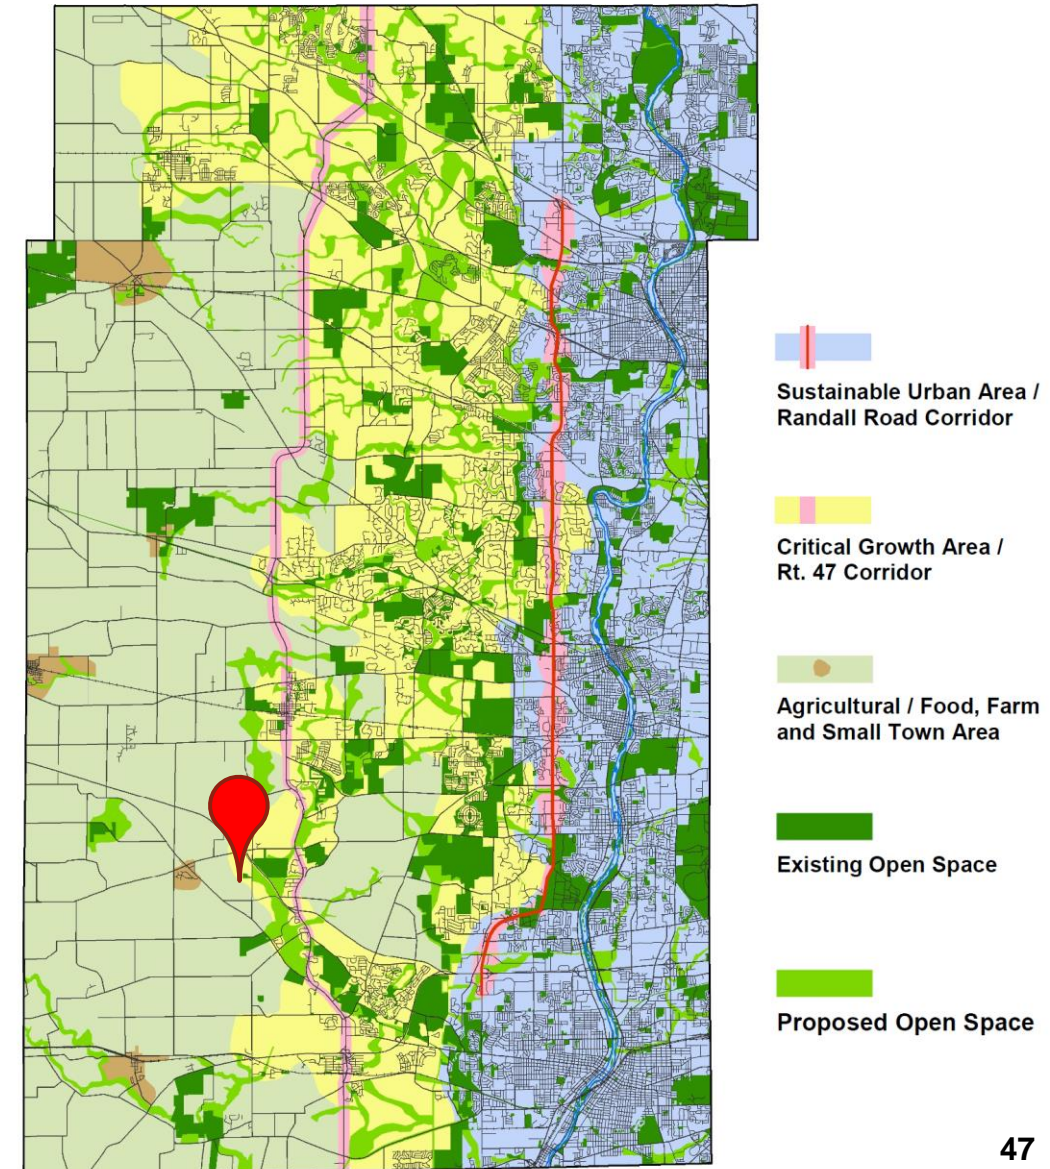 Sustainable Urban Area /
Randall Road Corridor
Critical Growth Area /
Rt. 47 Corridor
Agricultural / Food, Farm
and Small Town Area
Existing Open Space
Proposed Open Space
47